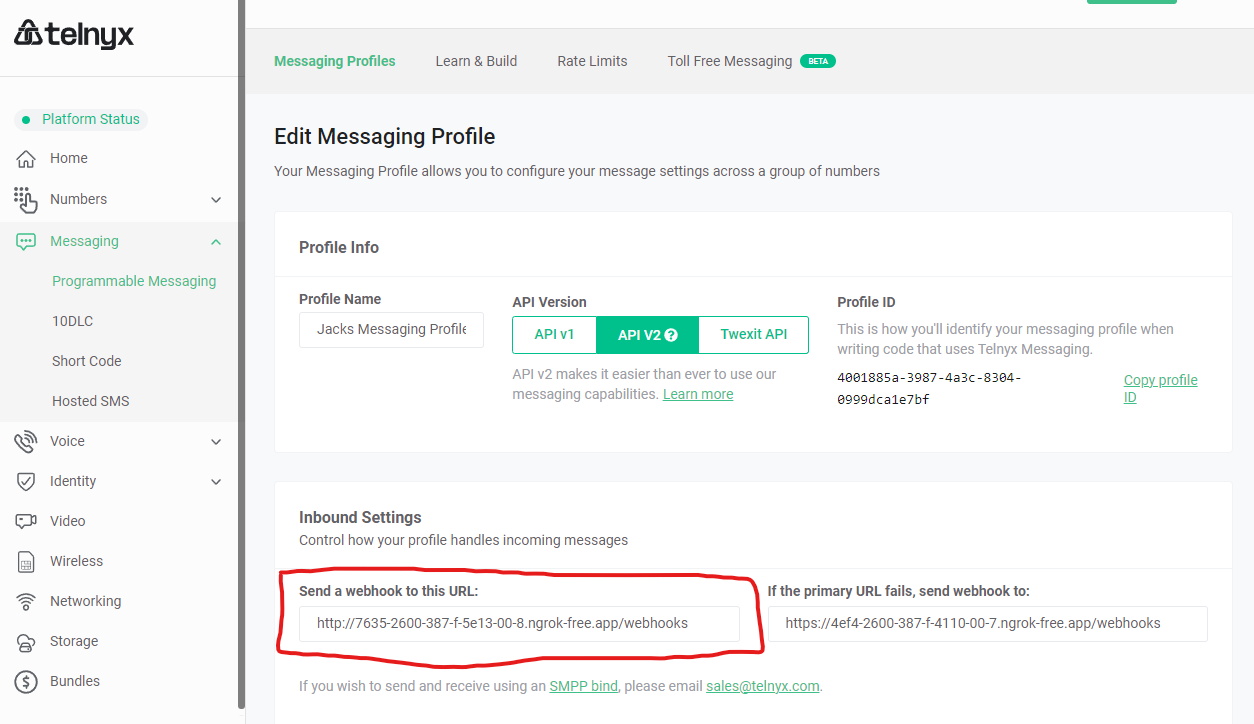 telnyx
Platform Status
Home
Numbers
Messaging
Programmable Messaging
10DLC
Short Code
Hosted SMS
Voice
Identity
Video
Wireless
Networking
Storage
Bundles
Messaging Profiles
Learn & Build
Rate Limits
Toll Free Messaging BETA
Edit Messaging Profile
Your Messaging Profile allows you to configure your message settings across a group of numbers
Profile Info
Profile Name
Jacks Messaging Profile
API Version
API v1
API V2 ?
Twexit API
API v2 makes it easier than ever to use our
messaging capabilities. Learn more
Profile ID
This is how you'll identify your messaging profile when
writing code that uses Telnyx Messaging.
4001885a-3987-4a3c-8304-
0999dca1e7bf
Copy profile
ID
Inbound Settings
Control how your profile handles incoming messages
Send a webhook to this URL:
http://7635-2600-387-f-5e13-00-8.ngrok-free.app/webhooks
If the primary URL fails, send webhook to:
https://4ef4-2600-387-f-4110-00-7.ngrok-free.app/webhooks
If you wish to send and receive using an SMPP bind, please email sales@telnyx.com.